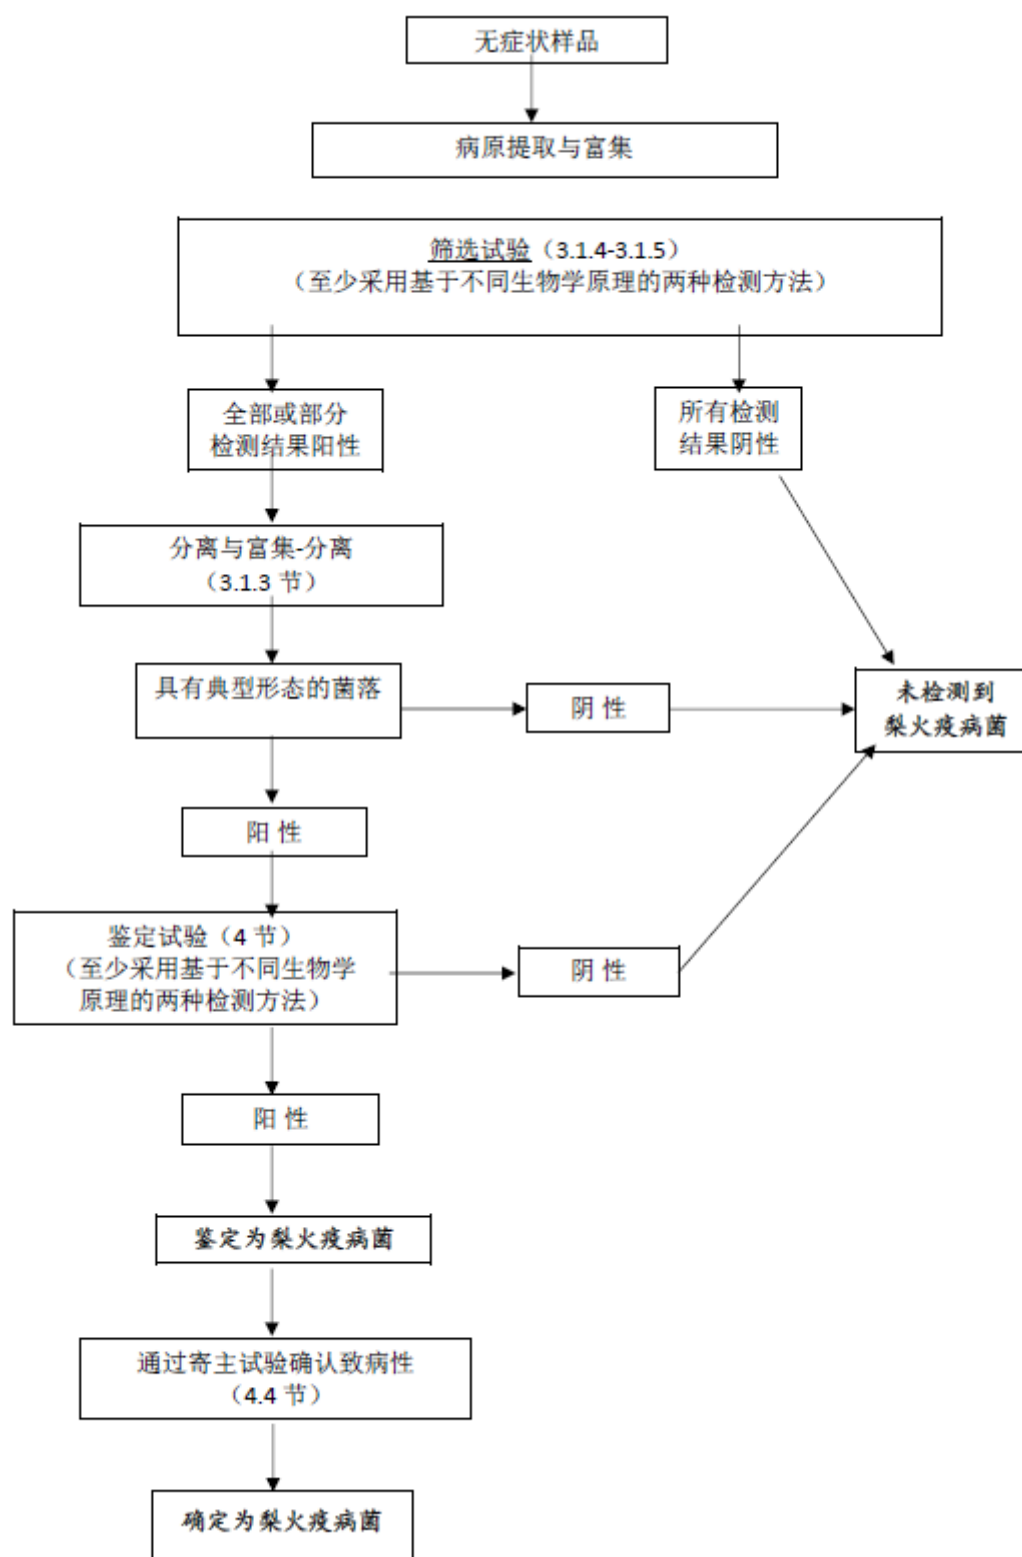 无症状样品
病原提取与富集
筛选试验（3.1.4-3.1.5）
（至少采用基于不同生物学原理的两种检测方法）
全部或部分
检测结果阳性
所有检测
结果阴性
分离与富集-分离
（3.1.3 节）
具有典型形态的菌落
阴 性
未检测到
梨火疫病菌
阳 性
鉴定试验（4 节）
（至少采用基于不同生物学
原理的两种检测方法）
阴 性
阳 性
鉴定为梨火疫病菌
通过寄主试验确认致病性
（4.4 节）
确定为梨火疫病菌